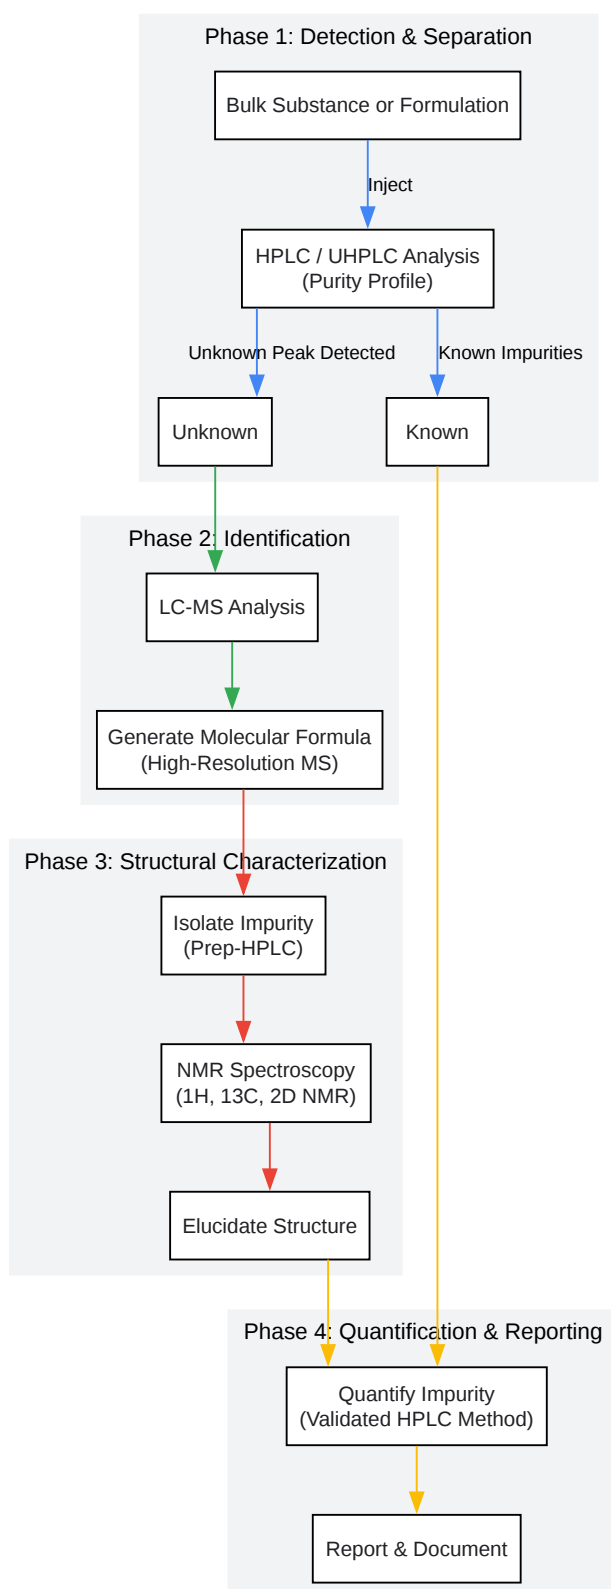 Phase 1: Detection & Separation
Bulk Substance or Formulation
Inject
HPLC / UHPLC Analysis
(Purity Profile)
Unknown Peak Detected
Known Impurities
Unknown
Known
Phase 2: Identification
LC-MS Analysis
Generate Molecular Formula
(High-Resolution MS)
Phase 3: Structural Characterization
Isolate Impurity
(Prep-HPLC)
NMR Spectroscopy
(1H, 13C, 2D NMR)
Elucidate Structure
Phase 4: Quantification & Reporting
Quantify Impurity
(Validated HPLC Method)
Report & Document